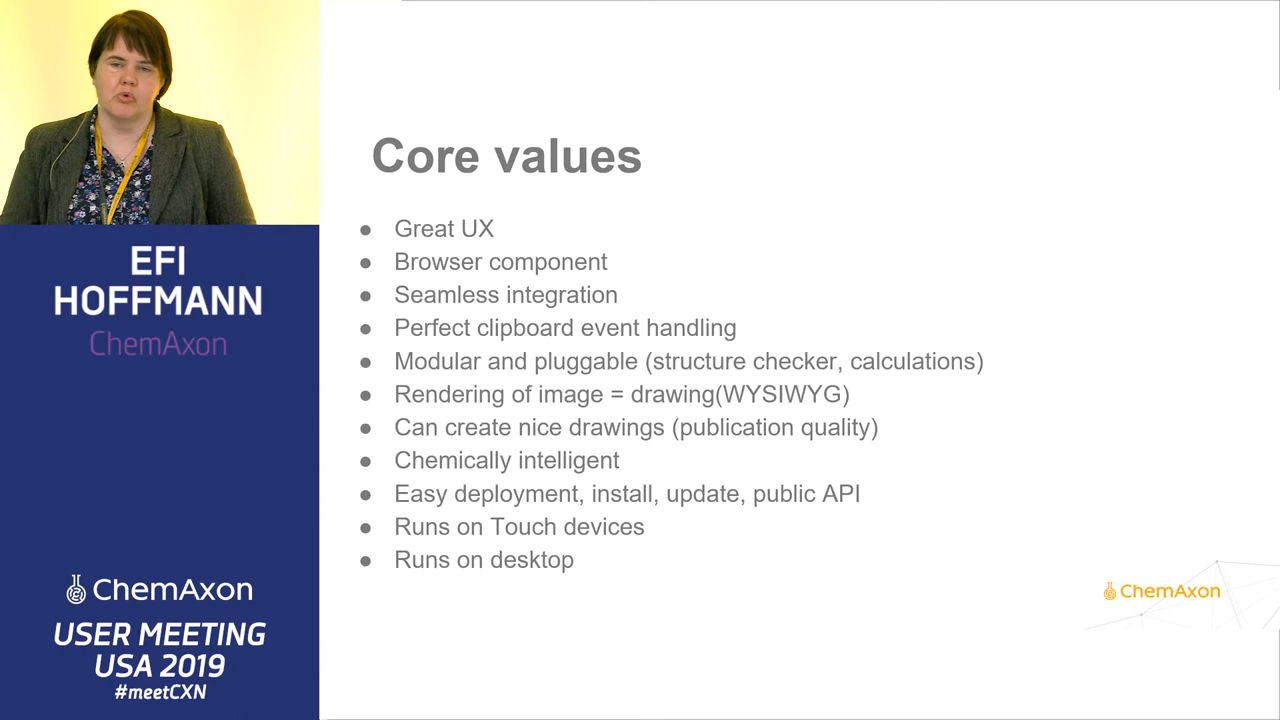 EFI
HOFFMANN
ChemAxon
ChemAxon
USER MEETING
USA 2019
#meetCXN
Core values
● Great UX
● Browser component
● Seamless integration
● Perfect clipboard event handling
● Modular and pluggable (structure checker, calculations)
● Rendering of image = drawing(WYSIWYG)
● Can create nice drawings (publication quality)
● Chemically intelligent
● Easy deployment, install, update, public API
● Runs on Touch devices
● Runs on desktop
ChemAxon